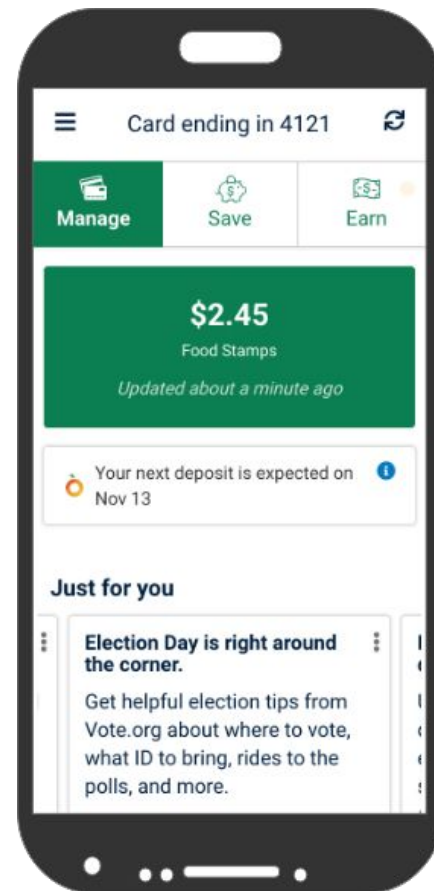 Card ending in 4121
Manage
Save
Earn
$2.45
Food Stamps
Updated about a minute ago
Your next deposit is expected on
Nov 13
Just for you
Election Day is right around
the corner.
Get helpful election tips from
Vote.org about where to vote,
what ID to bring, rides to the
polls, and more.